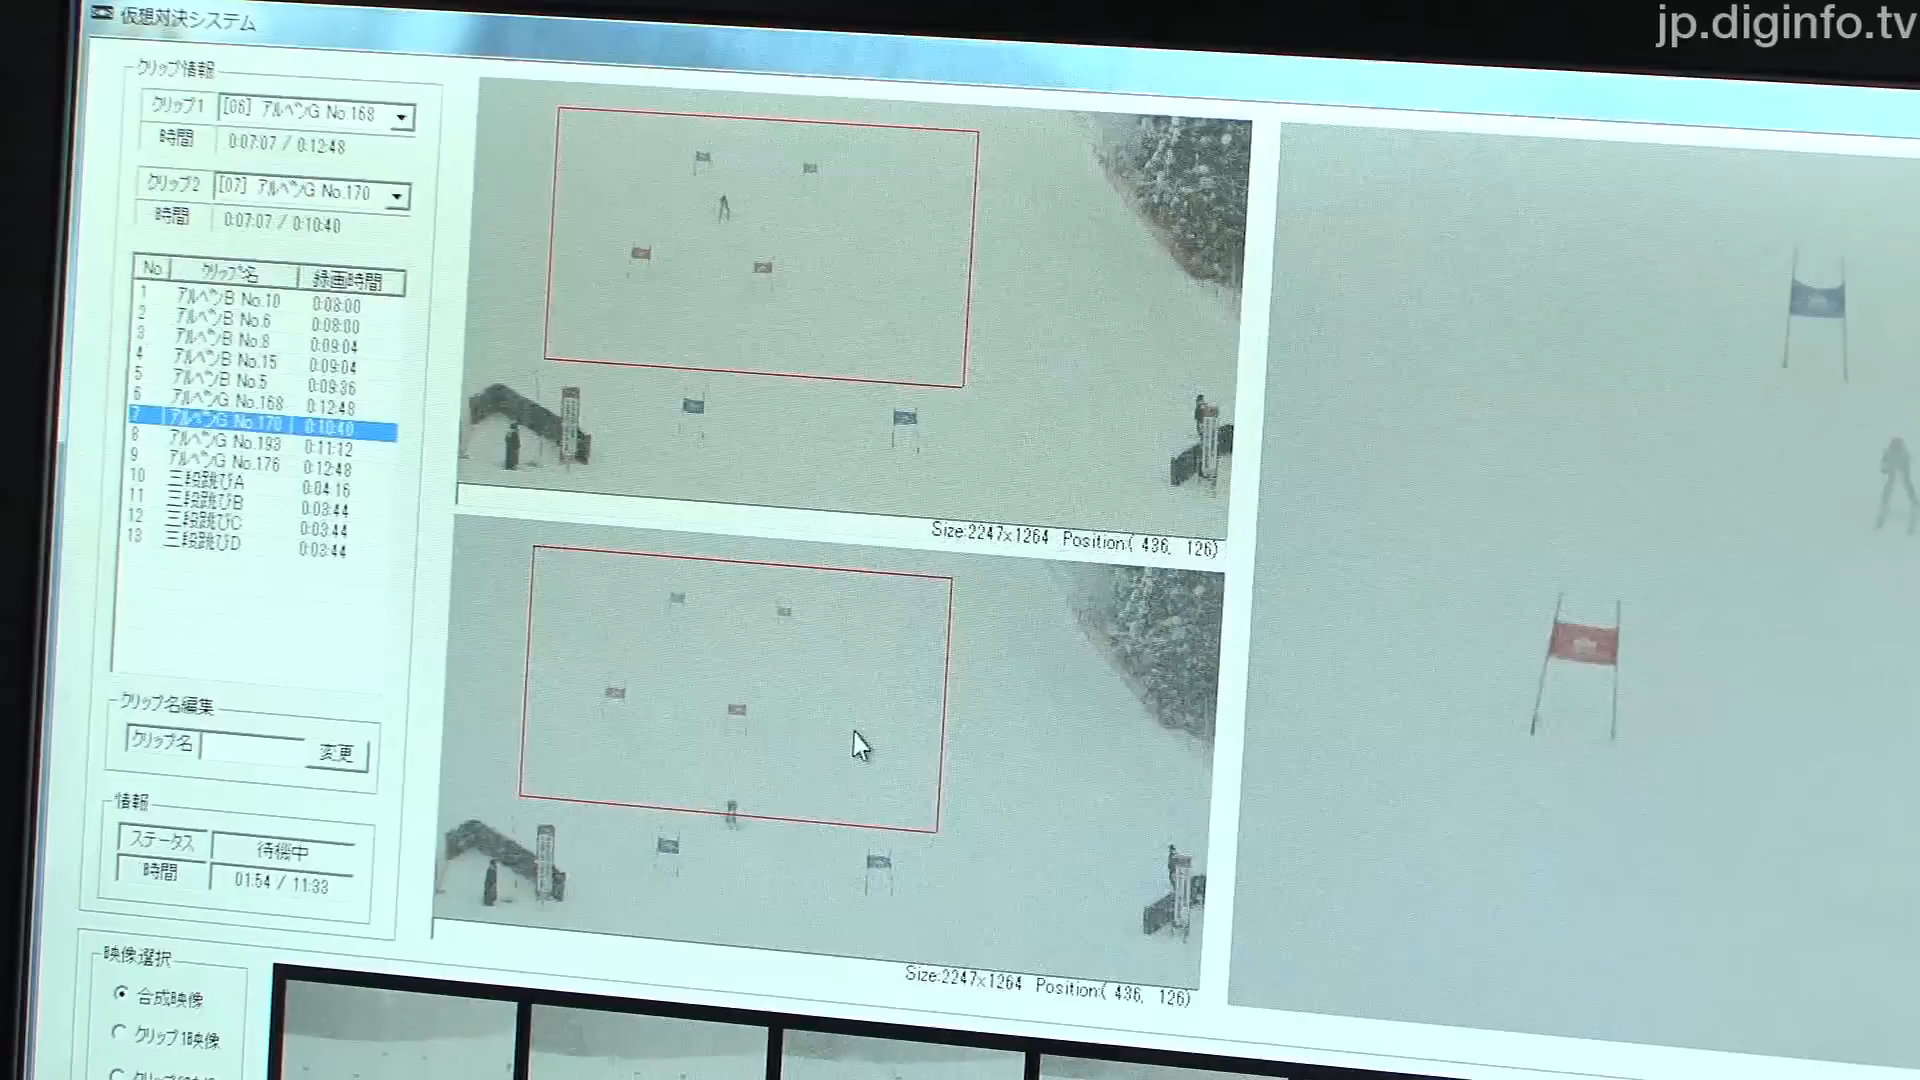 jp.diginfo.tv
仮想対決システム
クリップ情報
クリップ1 [06] アルペンG No.168
時間 0:07:07 / 0:12:48
クリップ2 [07] アルペンG No.170
時間 0:07:07 / 0:10:40
No クリップ名 録画時間
1 アルペンB No.10 0:08:00
2 アルペンB No.6 0:08:00
3 アルペンB No.8 0:09:04
4 アルペンB No.15 0:09:04
5 アルペンB No.5 0:09:36
6 アルペンG No.168 0:12:48
7 アルペンG No.170 0:10:40
8 アルペンG No.193 0:11:12
9 アルペンG No.176 0:12:48
10 三段跳びA 0:04:16
11 三段跳びB 0:03:44
12 三段跳びC 0:03:44
13 三段跳びD 0:03:44
クリップ名編集
クリップ名 変更
情報
ステータス 待機中
時間 01:54 / 11:33
映像選択
合成映像
クリップ1映像
Size:2247x1264 Position:( 436, 126)
Size:2247x1264 Position:( 436, 126)